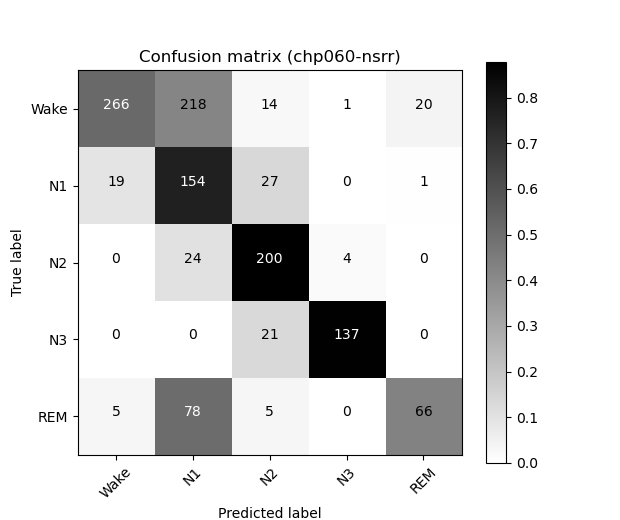 Confusion matrix (chp060-nsrr)
True label
Wake 266 218 14 1 20
N1 19 154 27 0 1
N2 0 24 200 4 0
N3 0 0 21 137 0
REM 5 78 5 0 66
Wake N1 N2 N3 REM
Predicted label
0.8
0.7
0.6
0.5
0.4
0.3
0.2
0.1
0.0